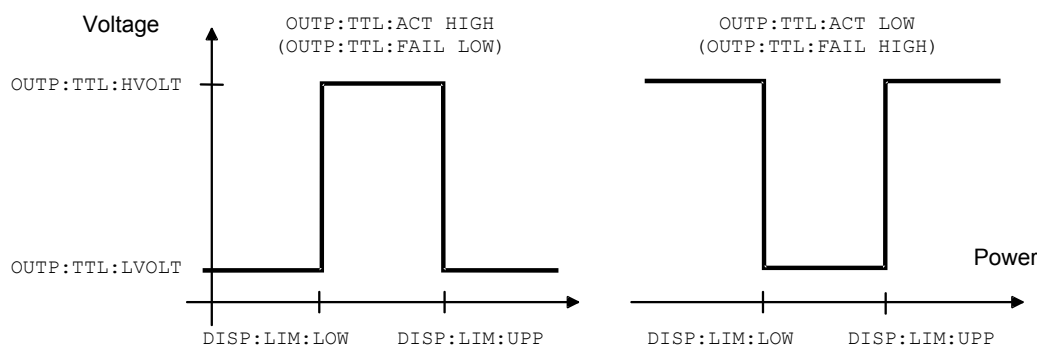 Voltage
OUTP:TTL:ACT HIGH
(OUTP:TTL:FAIL LOW)
OUTP:TTL:ACT LOW
(OUTP:TTL:FAIL HIGH)
OUTP:TTL:HVOLT
OUTP:TTL:LVOLT
Power
DISP:LIM:LOW
DISP:LIM:UPP
DISP:LIM:LOW
DISP:LIM:UPP